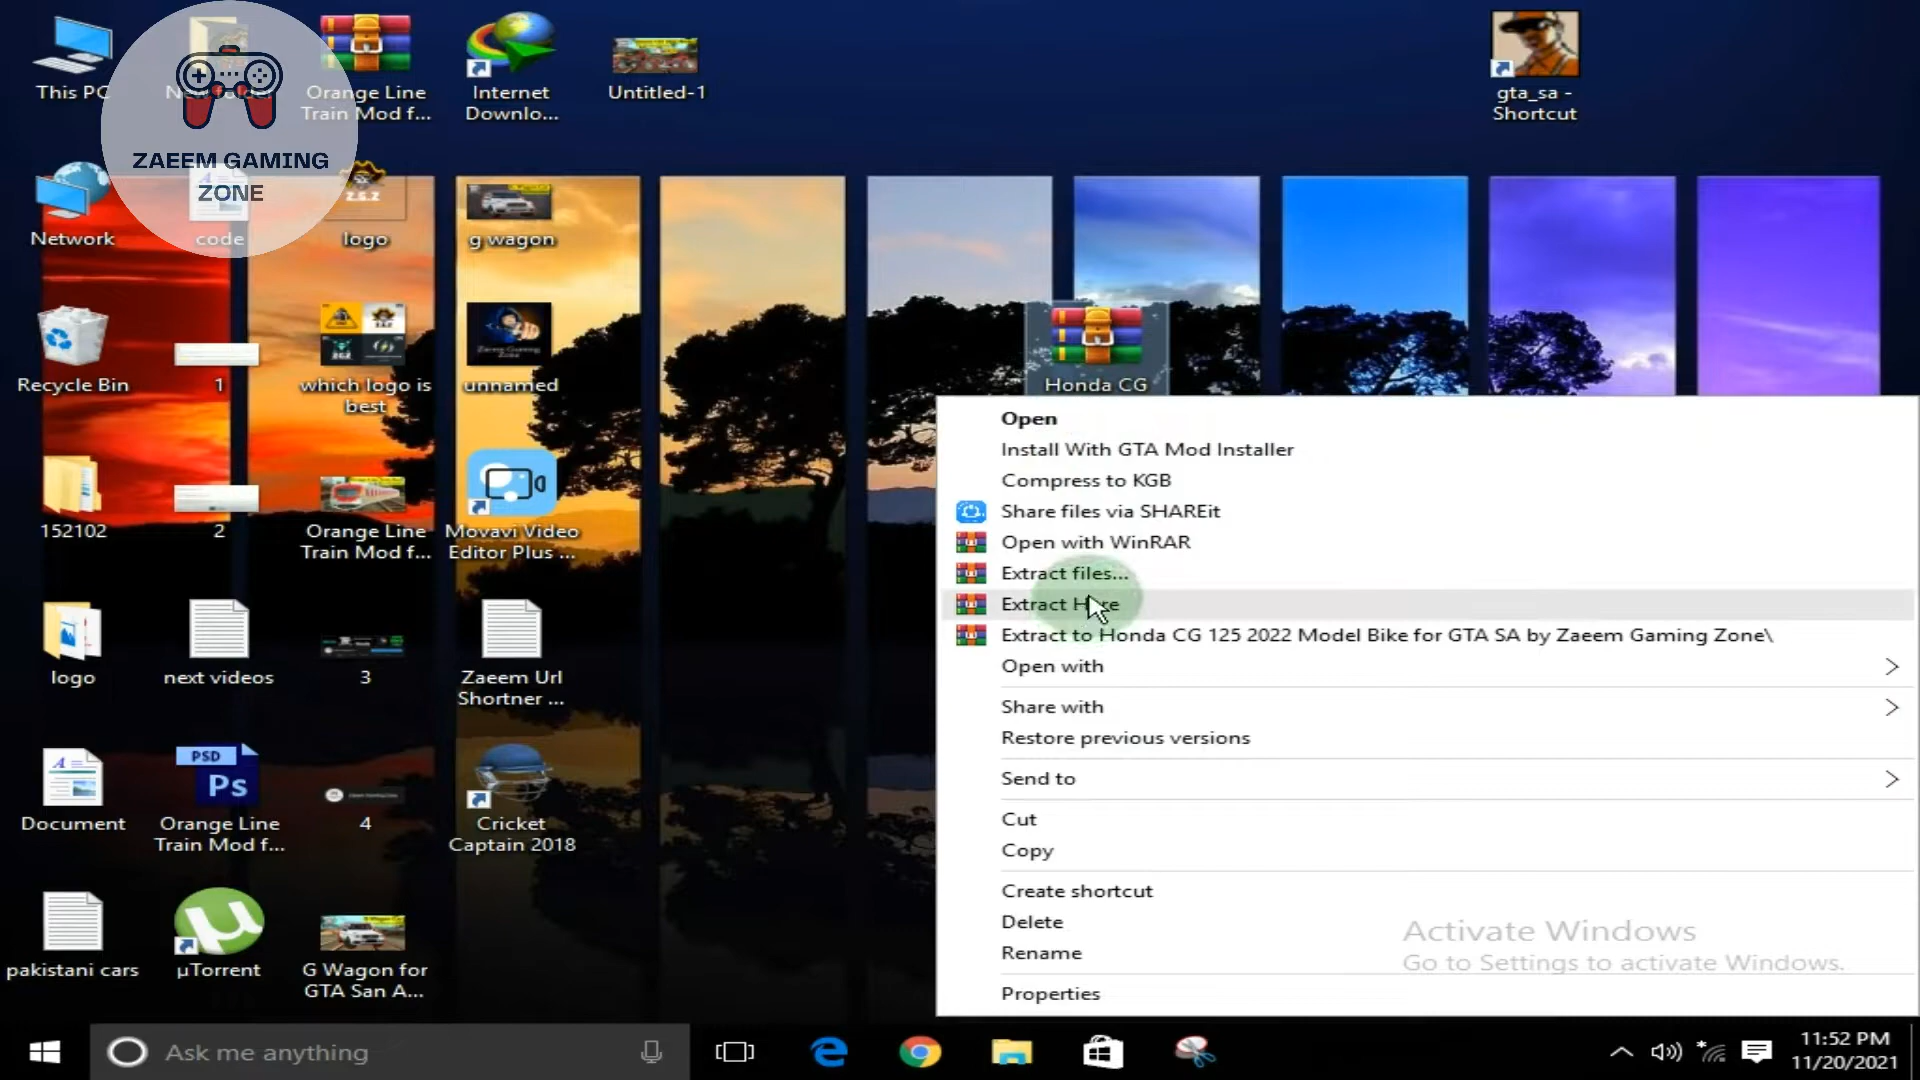 This PC
New folder
Orange Line
Train Mod f...
Internet
Downlo...
Untitled-1
gta_sa -
Shortcut
ZAEEM GAMING
ZONE
Network
code
Z.G.Z
logo
g wagon
Recycle Bin
1
which logo is
best
unnamed
Honda CG
152102
2
Orange Line
Train Mod f...
Movavi Video
Editor Plus ...
logo
next videos
3
Zaeem Url
Shortner ...
Document
PSD
Ps
Orange Line
Train Mod f...
4
Cricket
Captain 2018
pakistani cars
µTorrent
G Wagon for
GTA San A...
Open
Install With GTA Mod Installer
Compress to KGB
Share files via SHAREit
Open with WinRAR
Extract files...
Extract Here
Extract to Honda CG 125 2022 Model Bike for GTA SA by Zaeem Gaming Zone\
Open with
Share with
Restore previous versions
Send to
Cut
Copy
Create shortcut
Delete
Rename
Properties
Activate Windows
Go to Settings to activate Windows.
Ask me anything
11:52 PM
11/20/2021